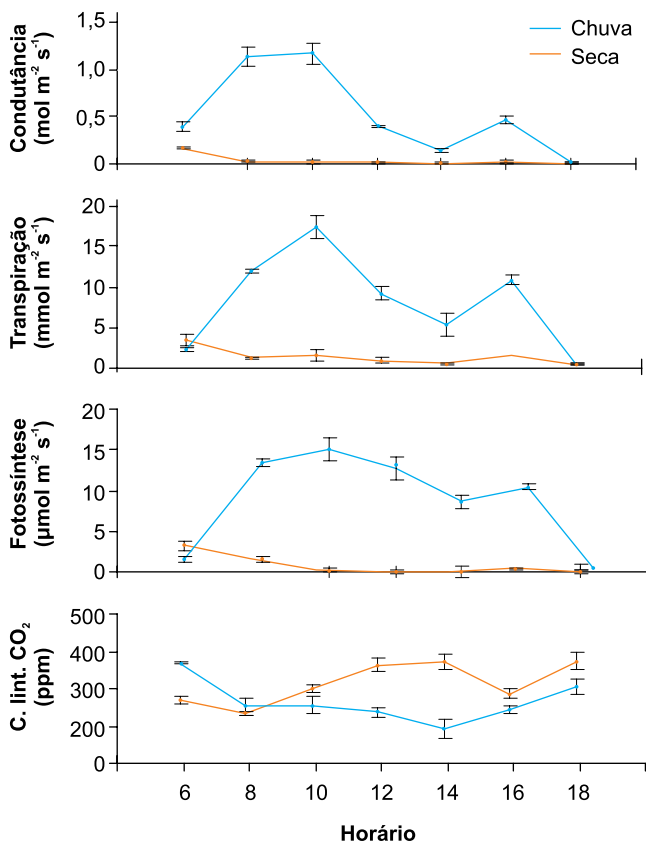 Chuva
Seca
Condutância
(mol m⁻² s⁻¹)
1,5
1,0
0,5
0
Transpiração
(mmol m⁻² s⁻¹)
20
15
10
5
0
Fotossíntese
(µmol m⁻² s⁻¹)
20
15
10
5
0
C. lint. CO₂
(ppm)
500
400
300
200
0
6 8 10 12 14 16 18
Horário